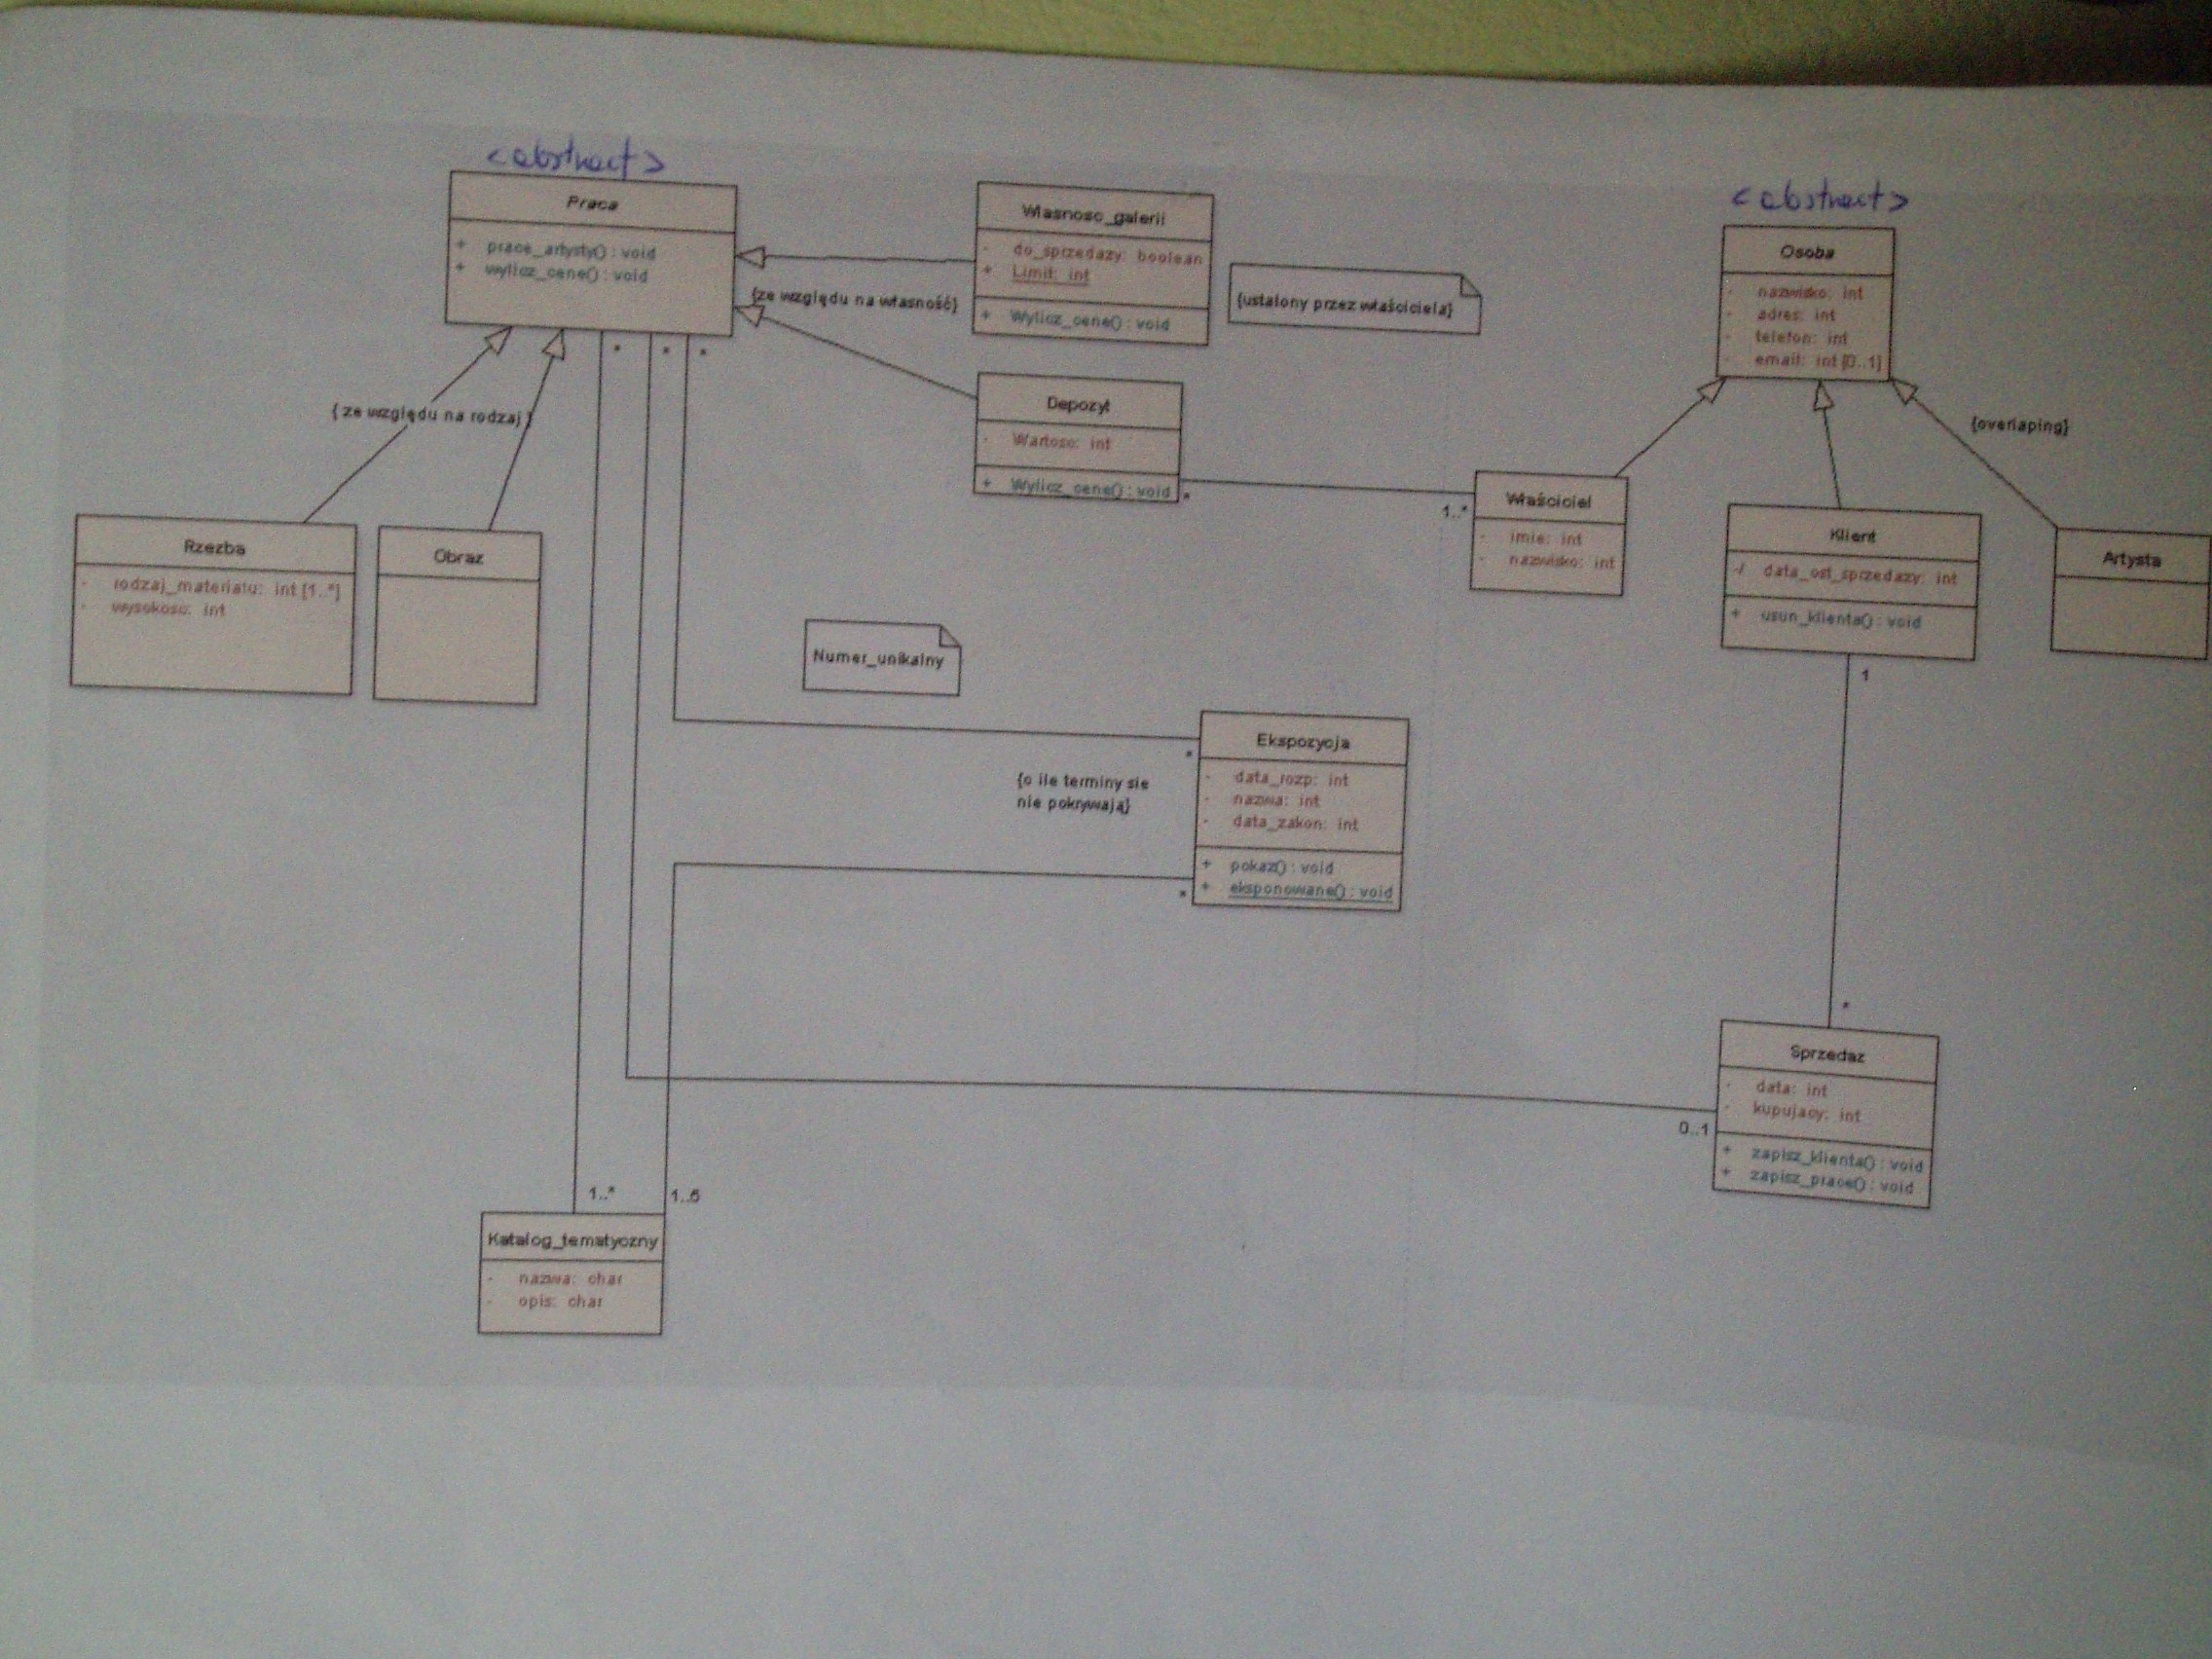 <abstract>
Praca
+ prace_artysty() : void
+ wylicz_cene() : void
Wlasnosc_galerii
- do_sprzedazy: boolean
+ Limit: int
+ Wylicz_cene() : void
{ustalony przez właściciela}
{ze względu na własność}
<abstract>
Osoba
- nazwisko: int
- adres: int
- telefon: int
- email: int [0..1]
{overlaping}
{ ze względu na rodzaj }
* * *
Depozyt
- Wartosc: int
+ Wylicz_cene() : void
*
1..*
Właściciel
- imie: int
- nazwisko: int
Klient
-/ data_ost_sprzedazy: int
+ usun_klienta() : void
1
Artysta
Rzezba
- rodzaj_materialu: int [1..*]
- wysokosc: int
Obraz
Numer_unikalny
*
Ekspozycja
- data_rozp: int
- nazwa: int
- data_zakon: int
+ pokaz() : void
+ eksponowane() : void
{o ile terminy sie
nie pokrywają}
*
*
Sprzedaz
- data: int
- kupujacy: int
+ zapisz_klienta() : void
+ zapisz_prace() : void
0..1
1..*
1..5
Katalog_tematyczny
- nazwa: char
- opis: char